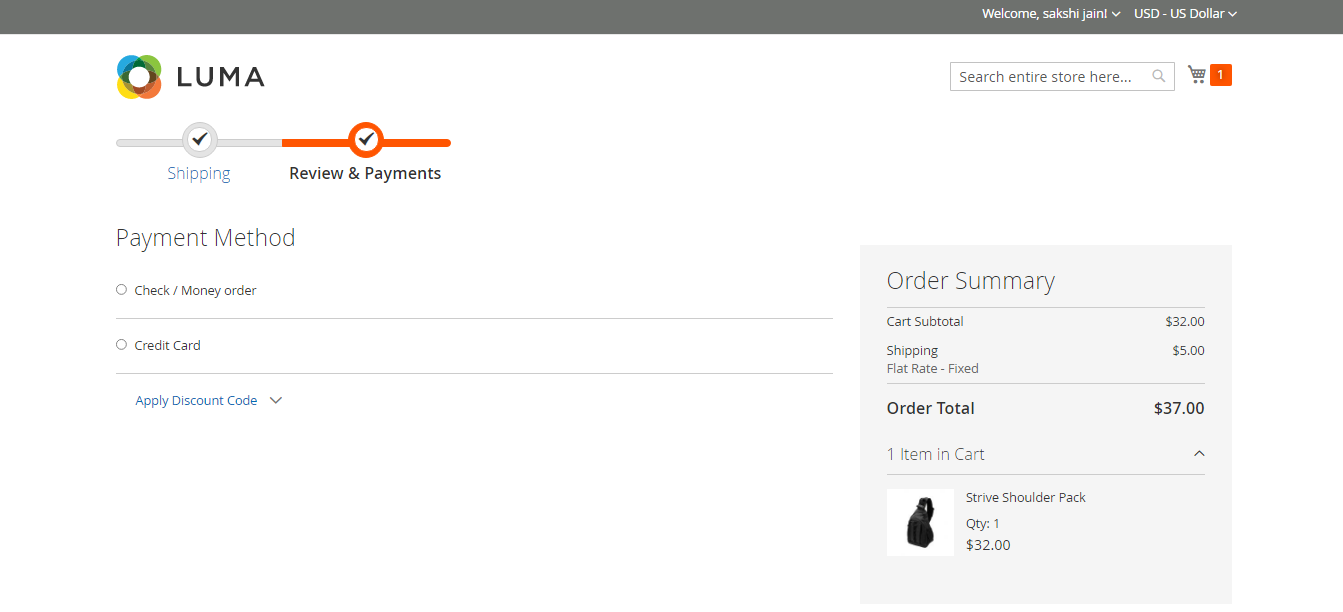 Welcome, sakshi jain! USD - US Dollar
LUMA
Search entire store here...
1
Shipping
Review & Payments
Payment Method
Check / Money order
Credit Card
Apply Discount Code
Order Summary
Cart Subtotal $32.00
Shipping $5.00
Flat Rate - Fixed
Order Total $37.00
1 Item in Cart
Strive Shoulder Pack
Qty: 1
$32.00